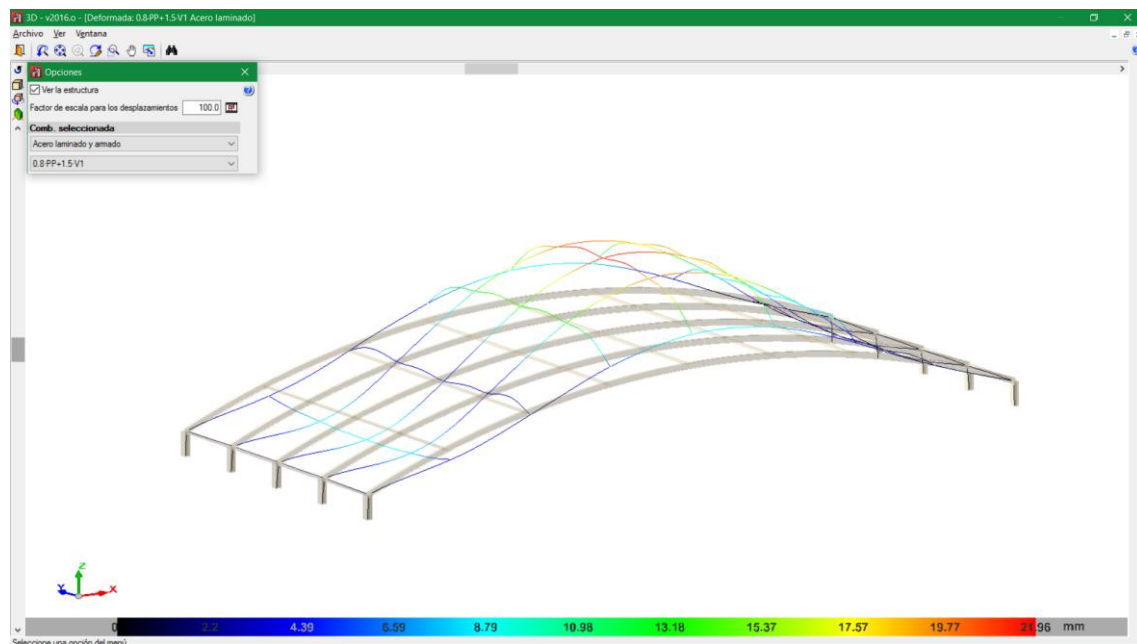 3D - v2016.o - [Deformada: 0.8·PP+1.5·V1 Acero laminado]
Archivo Ver Ventana
Opciones
Ver la estructura
Factor de escala para los desplazamientos 100.0
Comb. seleccionada
Acero laminado y armado
0.8·PP+1.5·V1
Z
Y X
0 2.2 4.39 6.59 8.79 10.98 13.18 15.37 17.57 19.77 21.96 mm
Seleccione una opción del menú